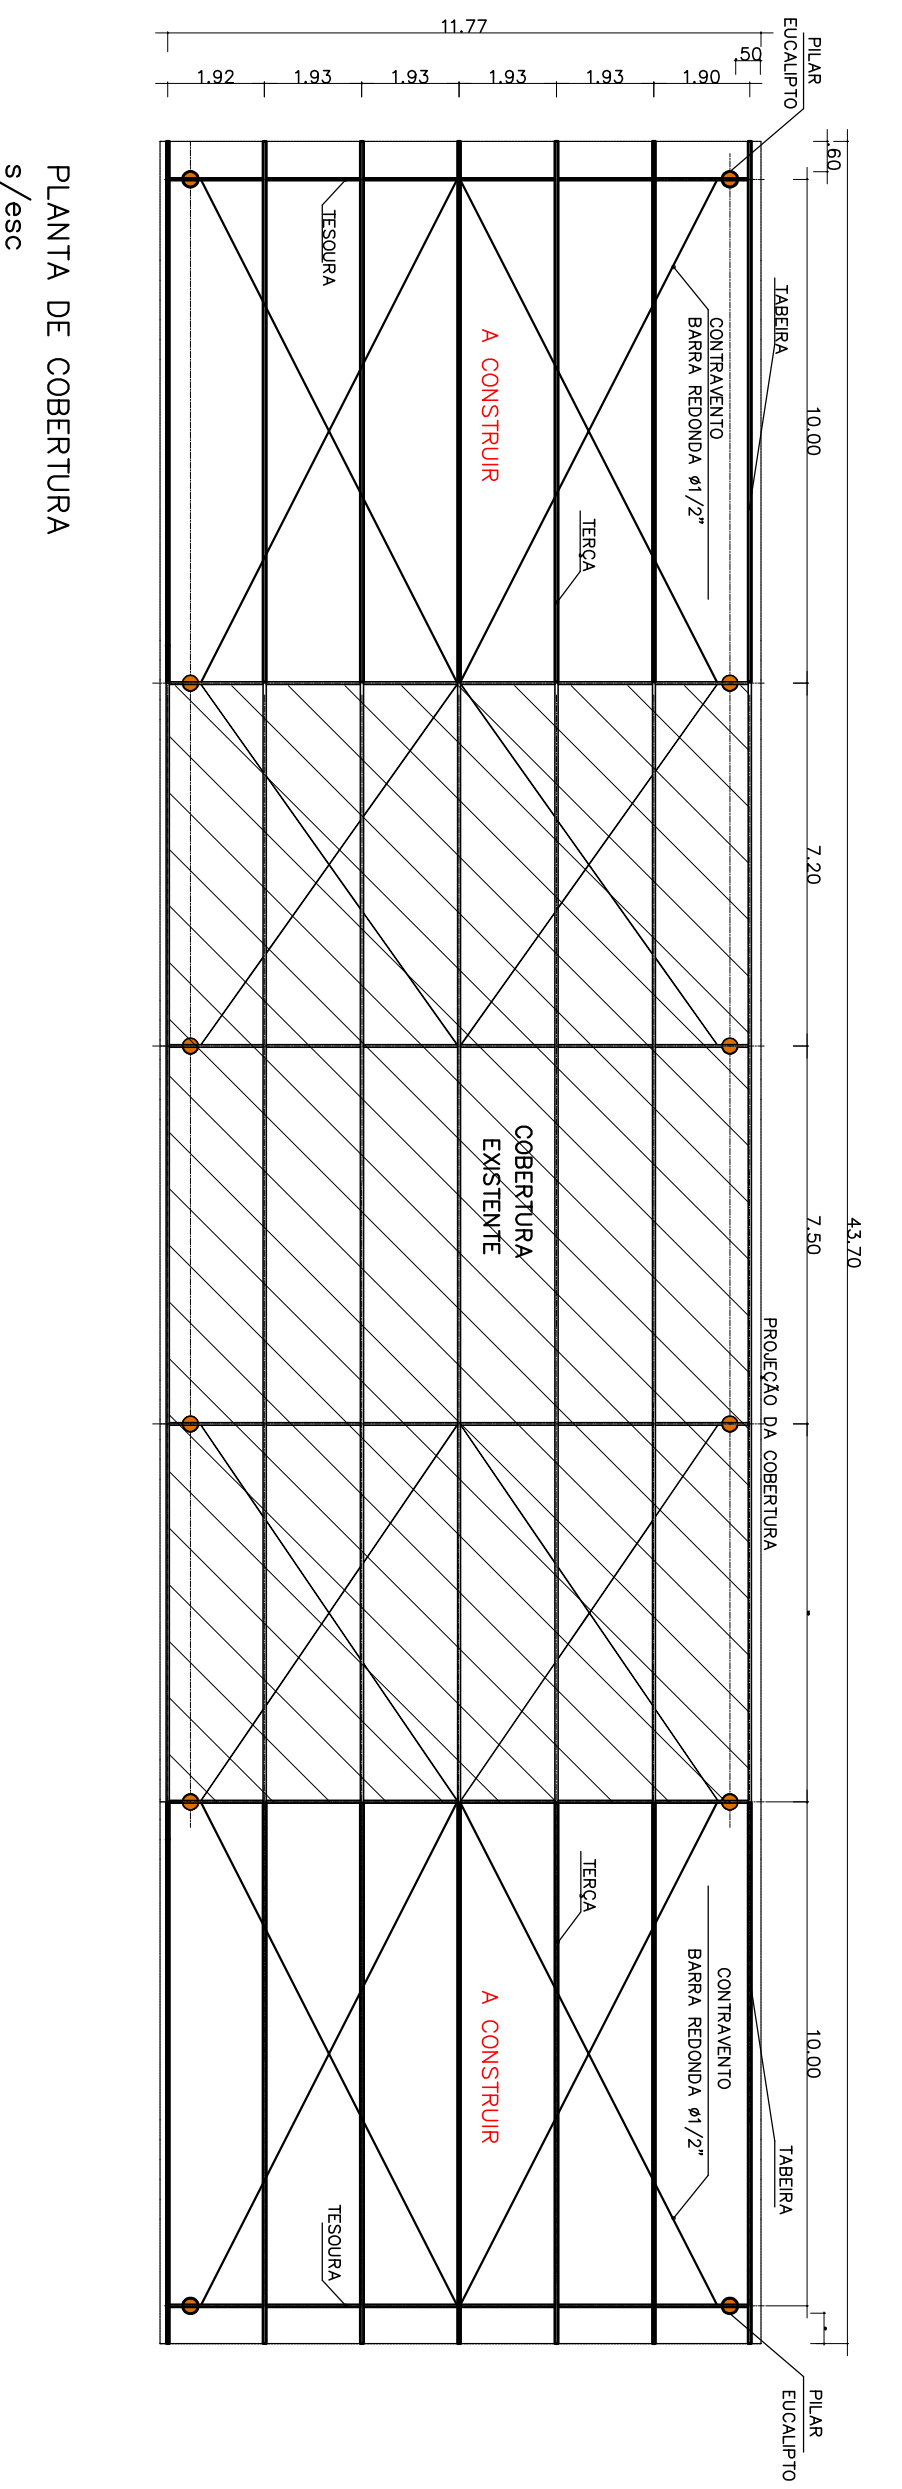 43.70
.60
10.00
7.20
7.50
10.00
PILAR
EUCALIPTO
TABEIRA
PROJEÇÃO DA COBERTURA
TABEIRA
PILAR
EUCALIPTO
.50
11.77
1.90
1.93
1.93
1.93
1.93
1.92
CONTRAVENTO
BARRA REDONDA ø1/2"
TERÇA
A CONSTRUIR
TESOURA
COBERTURA
EXISTENTE
CONTRAVENTO
BARRA REDONDA ø1/2"
TERÇA
A CONSTRUIR
TESOURA
PLANTA DE COBERTURA
s/esc